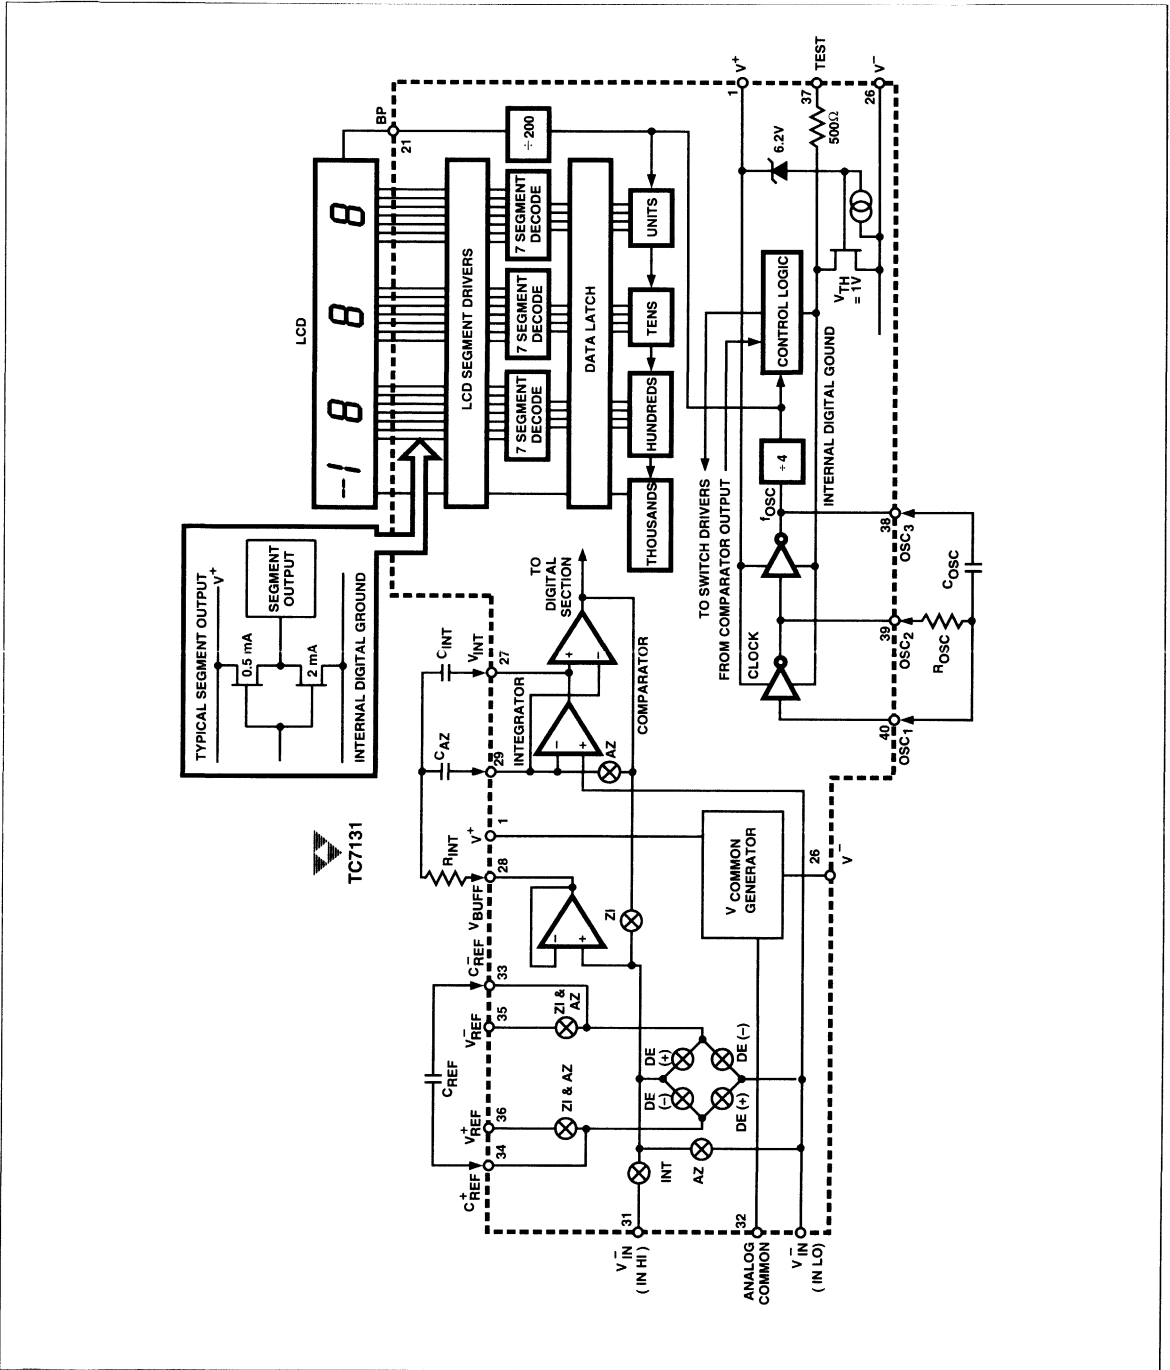 TC7131
TYPICAL SEGMENT OUTPUT
V+
0.5 mA
SEGMENT
OUTPUT
2 mA
INTERNAL DIGITAL GROUND
LCD
--1 8 8 8
BP
21
LCD SEGMENT DRIVERS
7 SEGMENT
DECODE
7 SEGMENT
DECODE
7 SEGMENT
DECODE
÷200
DATA LATCH
THOUSANDS
HUNDREDS
TENS
UNITS
CREF
RINT
CAZ
CINT
C+REF
34
V+REF
36
V-REF
35
C-REF
33
VBUFF
28
V+
1
29
INTEGRATOR
VINT
27
TO
DIGITAL
SECTION
ZI & AZ
ZI &
AZ
-
+
-
+
+
-
AZ
ZI
COMPARATOR
V-IN
(IN HI)
31
INT
AZ
DE
(-)
DE
(+)
DE (+)
DE (-)
ANALOG
COMMON
32
V COMMON
GENERATOR
V-IN
(IN LO)
26
V-
TO SWITCH DRIVERS
FROM COMPARATOR OUTPUT
CLOCK
fOSC
÷4
CONTROL LOGIC
INTERNAL DIGITAL GOUND
VTH
= 1V
6.2V
500Ω
1
V+
37
TEST
26
V-
40
OSC1
39
OSC2
38
OSC3
ROSC
COSC